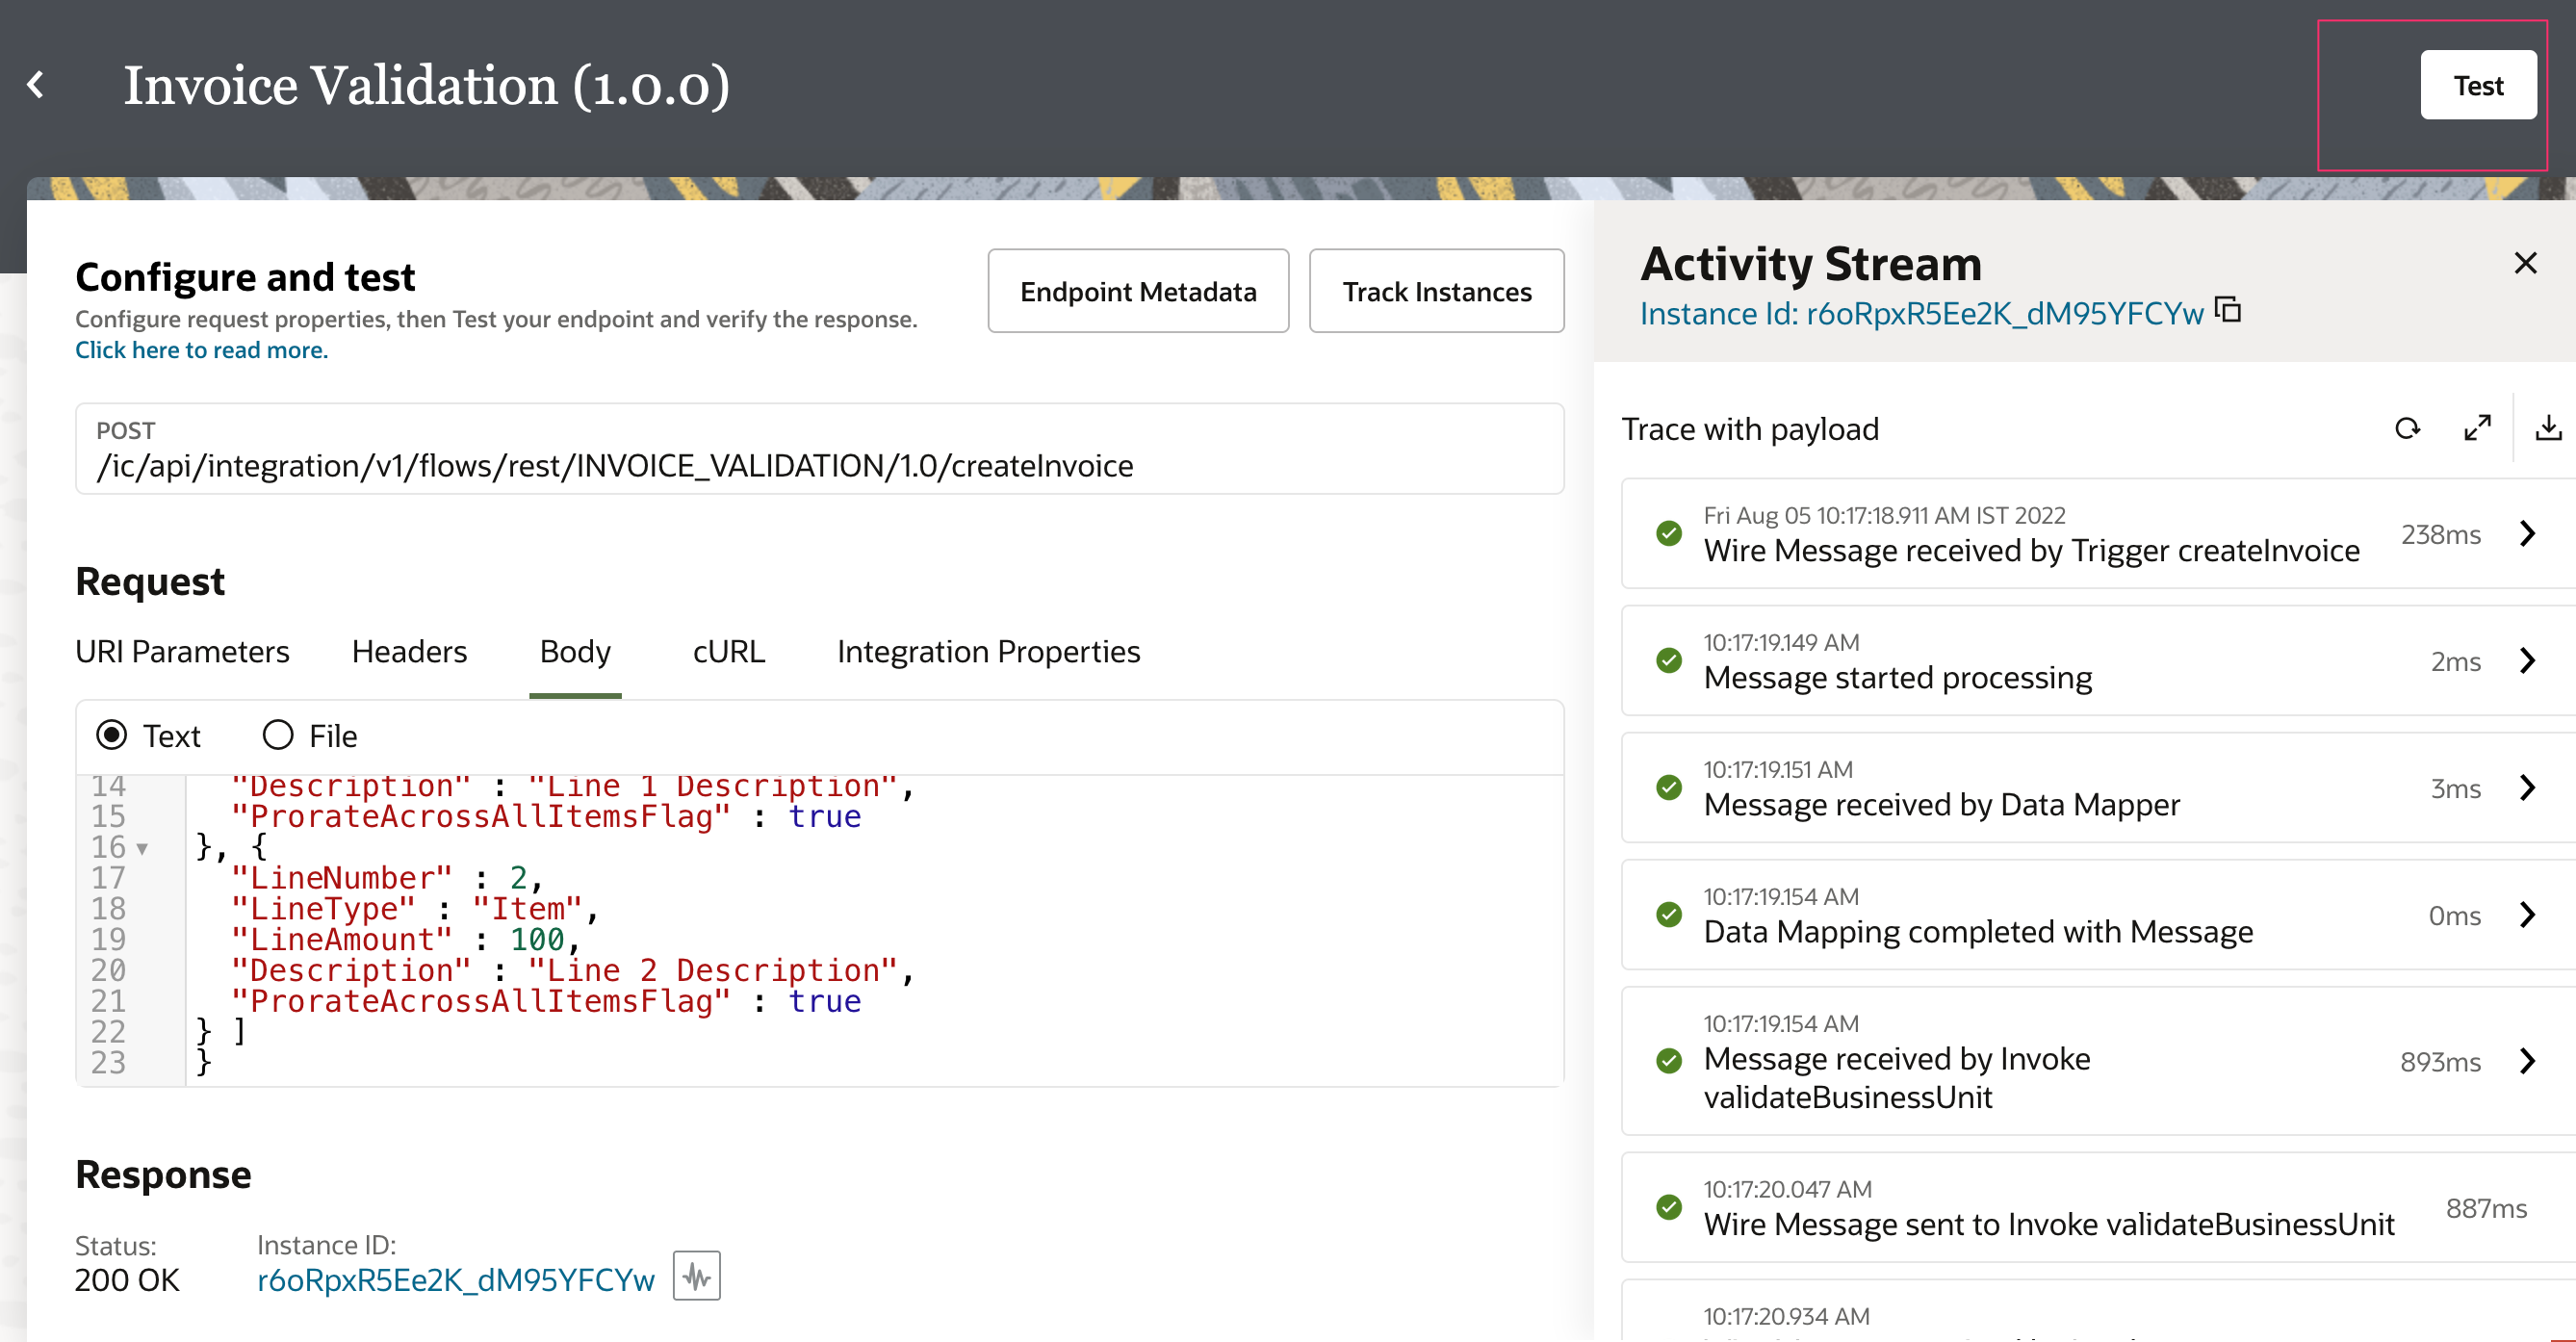 Invoice Validation (1.0.0)
Test
Configure and test
Configure request properties, then Test your endpoint and verify the response.
Click here to read more.
Endpoint Metadata
Track Instances
POST
/ic/api/integration/v1/flows/rest/INVOICE_VALIDATION/1.0/createInvoice
Request
URI Parameters Headers Body cURL Integration Properties
Text File
14 "Description" : "Line 1 Description",
15 "ProrateAcrossAllItemsFlag" : true
16 }, {
17 "LineNumber" : 2,
18 "LineType" : "Item",
19 "LineAmount" : 100,
20 "Description" : "Line 2 Description",
21 "ProrateAcrossAllItemsFlag" : true
22 } ]
23 }
Response
Status: Instance ID:
200 OK r6oRpxR5Ee2K_dM95YFCYw
Activity Stream
Instance Id: r6oRpxR5Ee2K_dM95YFCYw
Trace with payload
Fri Aug 05 10:17:18.911 AM IST 2022
Wire Message received by Trigger createInvoice 238ms
10:17:19.149 AM
Message started processing 2ms
10:17:19.151 AM
Message received by Data Mapper 3ms
10:17:19.154 AM
Data Mapping completed with Message 0ms
10:17:19.154 AM
Message received by Invoke
validateBusinessUnit 893ms
10:17:20.047 AM
Wire Message sent to Invoke validateBusinessUnit 887ms
10:17:20.934 AM